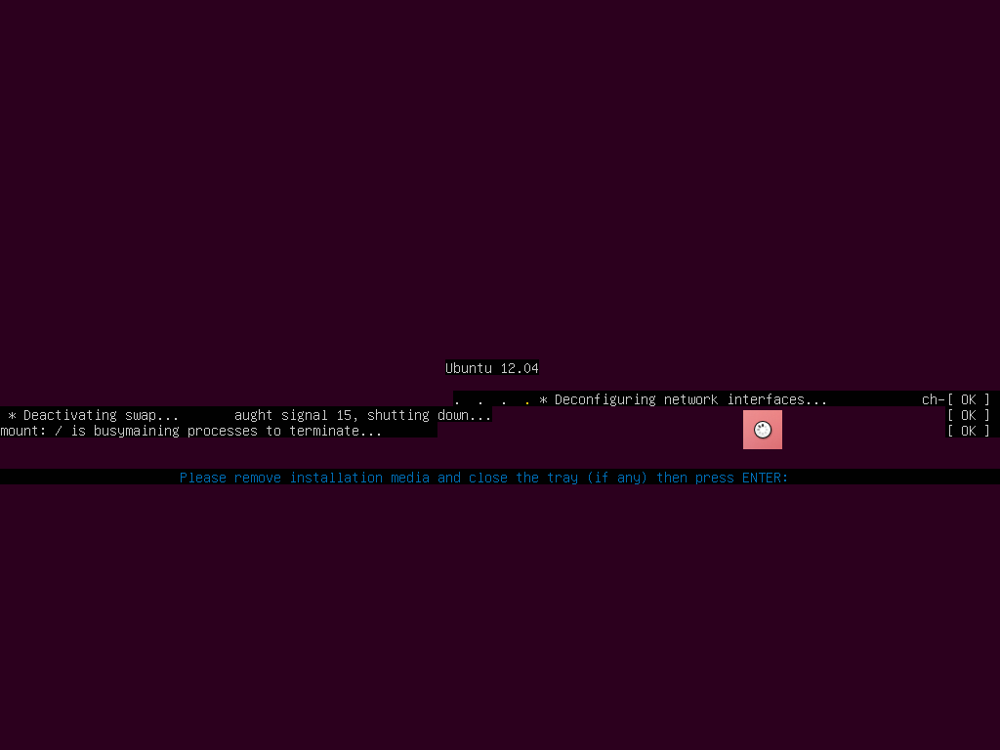 Ubuntu 12.04
. . . . * Deconfiguring network interfaces... ch-[ OK ]
* Deactivating swap... aught signal 15, shutting down... [ OK ]
mount: / is busymaining processes to terminate... [ OK ]
Please remove installation media and close the tray (if any) then press ENTER: